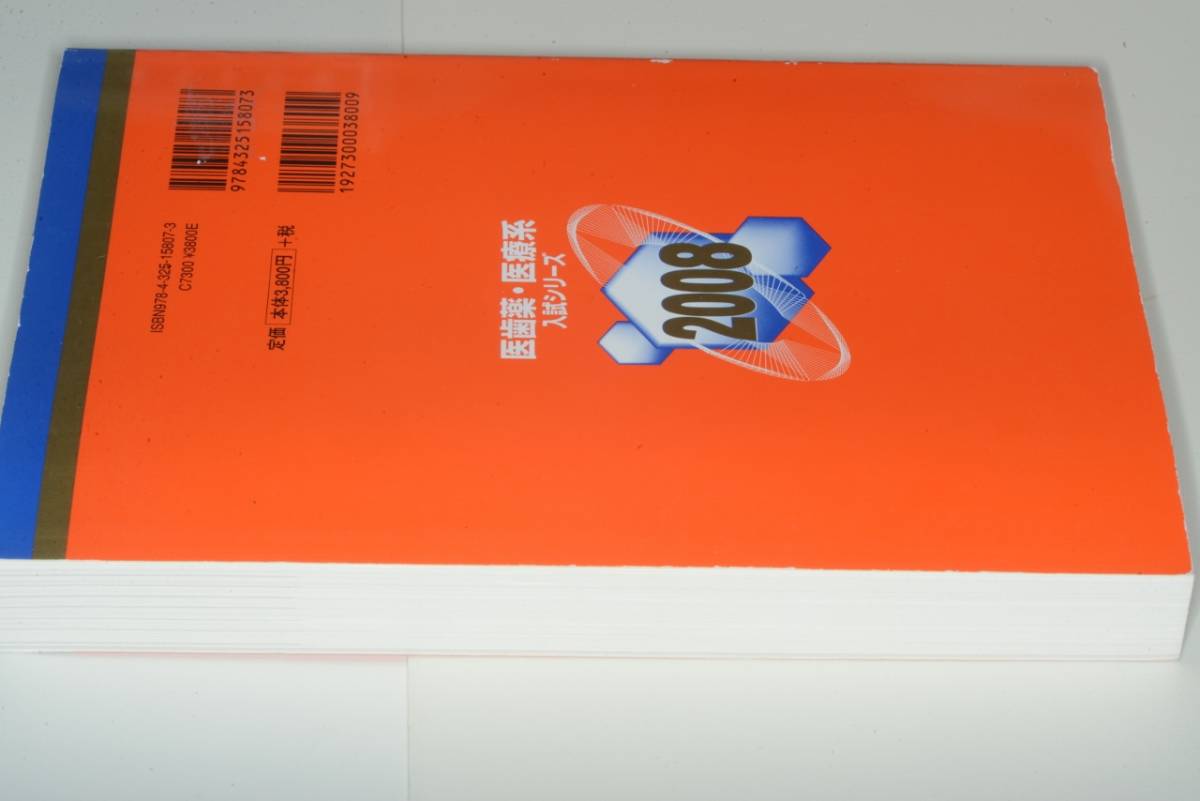 医歯薬・医療系
入試シリーズ
2008
9784325158073
1927300038009
ISBN978-4-325-15807-3
C7300 ¥3800E
定価 本体3,800円 +税